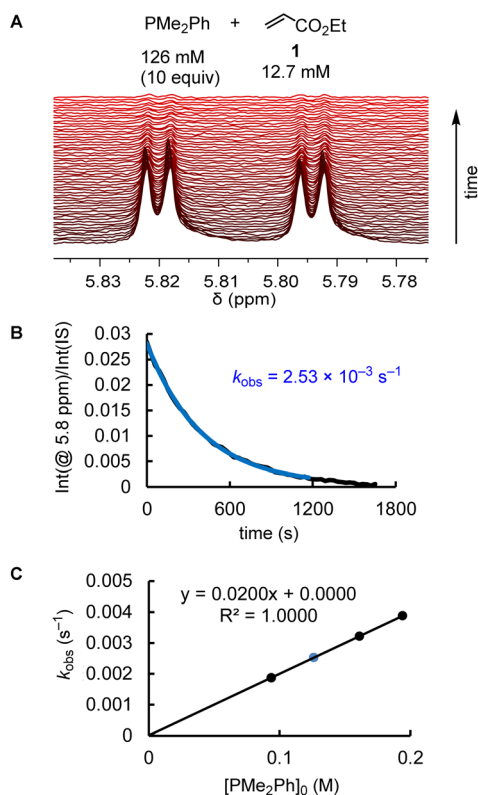 A
PMe2Ph + CO2Et
1
126 mM
(10 equiv)
12.7 mM
time
5.83 5.82 5.81 5.80 5.79 5.78
δ (ppm)
B
0.03
0.025
0.02
0.015
0.01
0.005
0
Int(@ 5.8 ppm)/Int(IS)
kobs = 2.53 × 10–3 s–1
0 600 1200 1800
time (s)
C
0.005
0.004
0.003
0.002
0.001
0.000
kobs (s–1)
y = 0.0200x + 0.0000
R² = 1.0000
0 0.1 0.2
[PMe2Ph]0 (M)